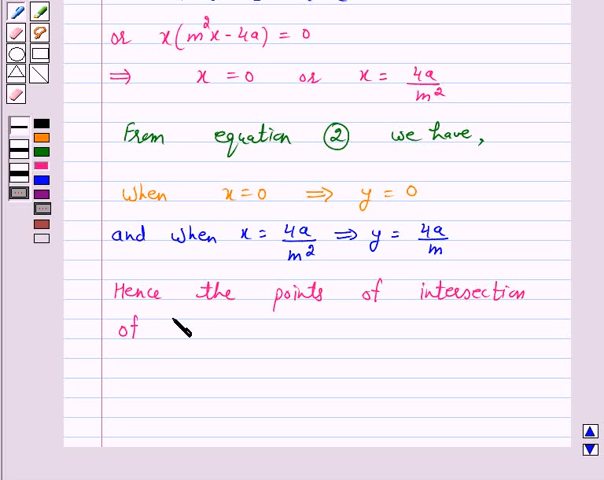 or x(m²x - 4a) = 0
⇒ x = 0 or x = 4a/m²
From equation ② we have,
when x = 0 ⇒ y = 0
and when x = 4a/m² ⇒ y = 4a/m
Hence the points of intersection
of